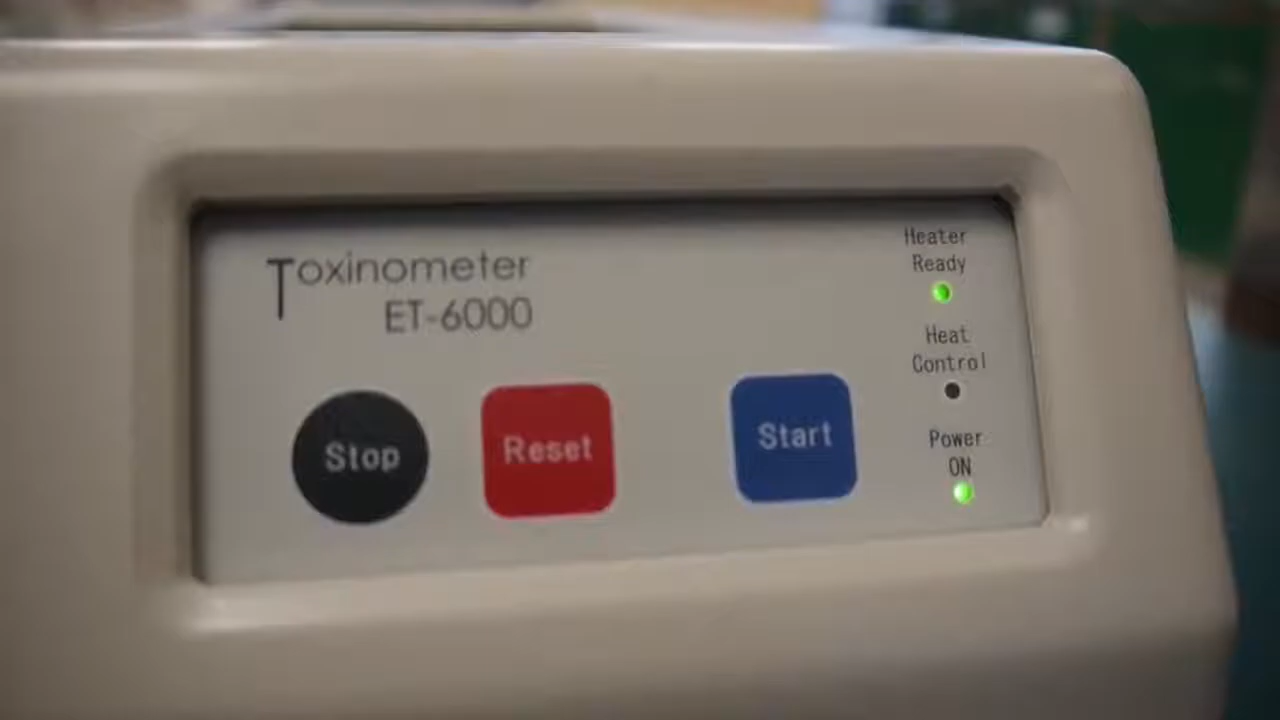 Toxinometer
ET-6000
Stop
Reset
Start
Heater
Ready
Heat
Control
Power
ON